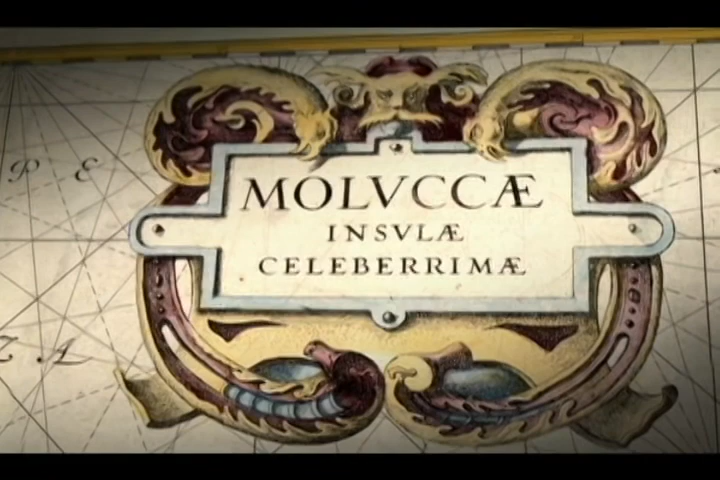 MOLVCCÆ
INSVLÆ
CELEBERRIMÆ
P E
Z A